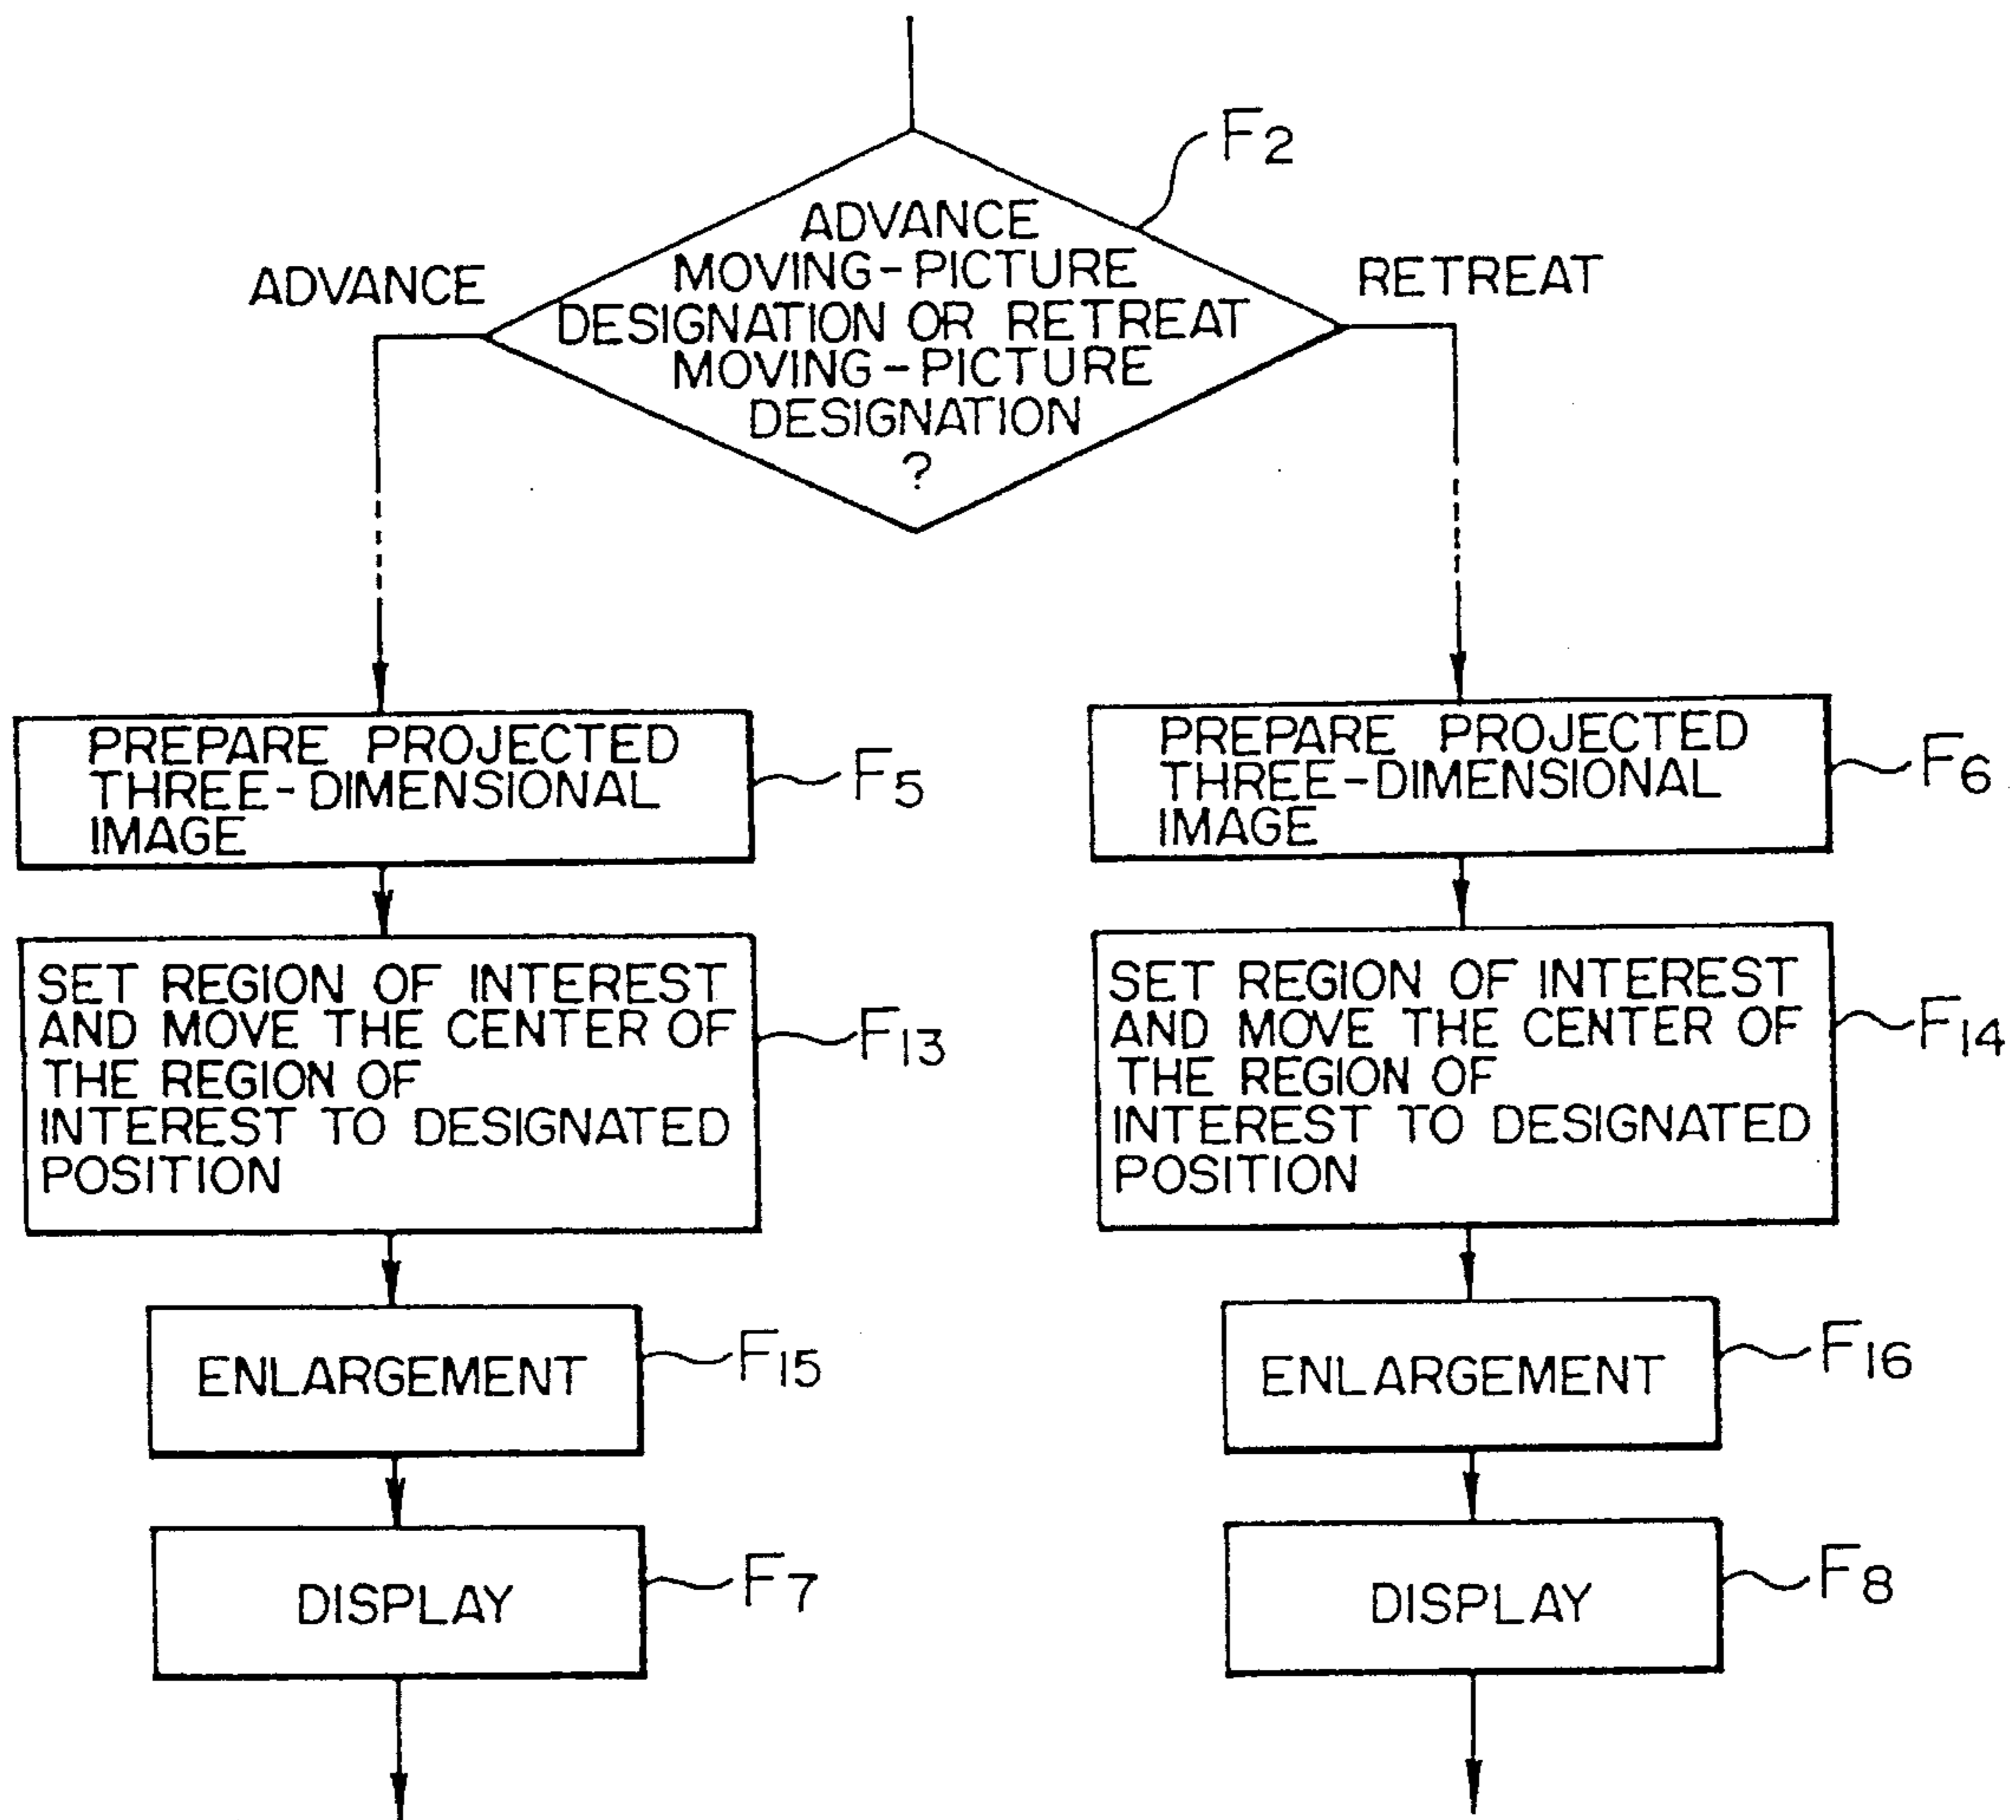 F2
ADVANCE
MOVING-PICTURE
DESIGNATION OR RETREAT
MOVING-PICTURE
DESIGNATION
?
ADVANCE
RETREAT
PREPARE PROJECTED
THREE-DIMENSIONAL
IMAGE
F5
SET REGION OF INTEREST
AND MOVE THE CENTER OF
THE REGION OF
INTEREST TO DESIGNATED
POSITION
F13
ENLARGEMENT
F15
DISPLAY
F7
PREPARE PROJECTED
THREE-DIMENSIONAL
IMAGE
F6
SET REGION OF INTEREST
AND MOVE THE CENTER OF
THE REGION OF
INTEREST TO DESIGNATED
POSITION
F14
ENLARGEMENT
F16
DISPLAY
F8